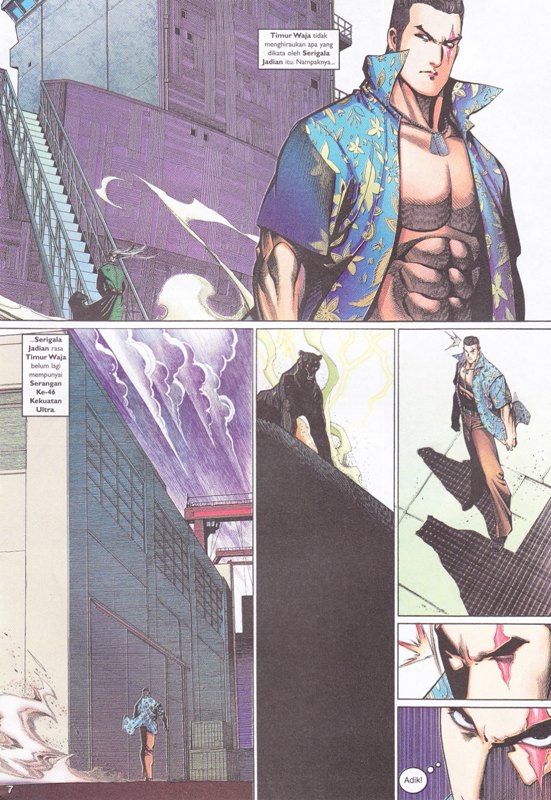 Timur Waja tidak
menghiraukan apa yang
dikata oleh Serigala
Jadian itu. Nampaknya...
...Serigala
Jadian rasa
Timur Waja
belum lagi
mempunyai
Serangan
Ke-46
Kekuatan
Ultra.
Adik!
7